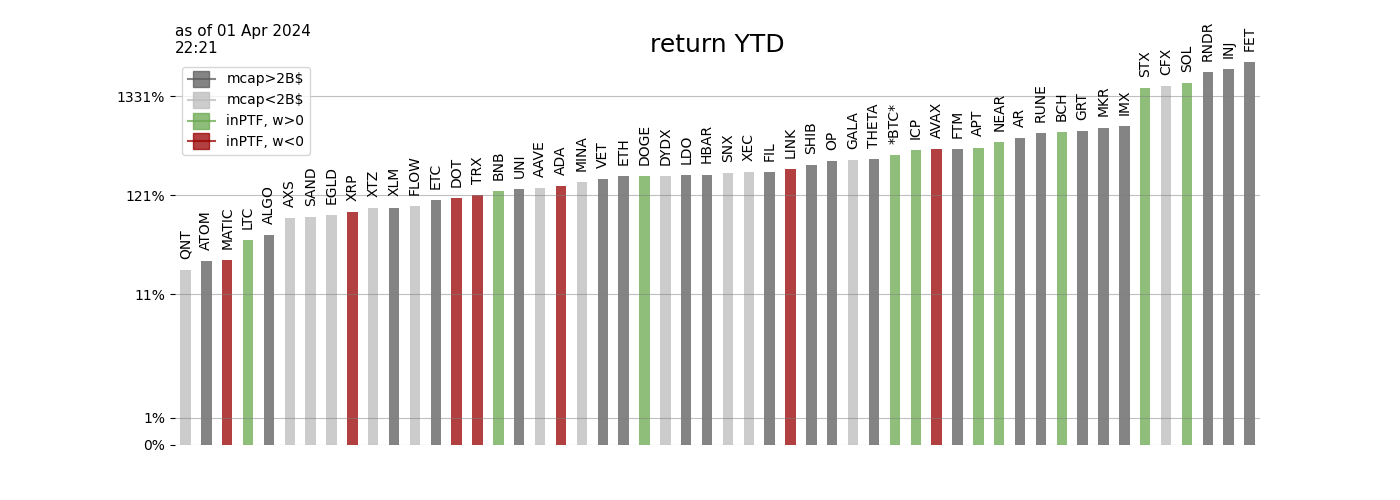 as of 01 Apr 2024
22:21
return YTD
mcap>2B$
mcap<2B$
inPTF, w>0
inPTF, w<0
1331%
121%
11%
1%
0%
QNT
ATOM
MATIC
LTC
ALGO
AXS
SAND
EGLD
XRP
XTZ
XLM
FLOW
ETC
DOT
TRX
BNB
UNI
AAVE
ADA
MINA
VET
ETH
DOGE
DYDX
LDO
HBAR
SNX
XEC
FIL
LINK
SHIB
OP
GALA
THETA
*BTC*
ICP
AVAX
FTM
APT
NEAR
AR
RUNE
BCH
GRT
MKR
IMX
STX
CFX
SOL
RNDR
INJ
FET